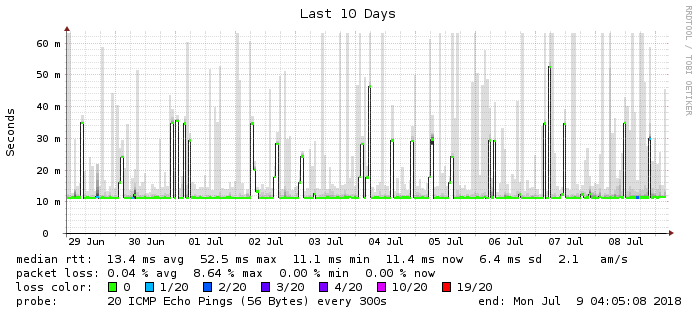 Last 10 Days
RRDTOOL / TOBI OETIKER
Seconds
60 m
50 m
40 m
30 m
20 m
10 m
0
29 Jun 30 Jun 01 Jul 02 Jul 03 Jul 04 Jul 05 Jul 06 Jul 07 Jul 08 Jul
median rtt: 13.4 ms avg 52.5 ms max 11.1 ms min 11.4 ms now 6.4 ms sd 2.1 am/s
packet loss: 0.04 % avg 8.64 % max 0.00 % min 0.00 % now
loss color: 0 1/20 2/20 3/20 4/20 10/20 19/20
probe: 20 ICMP Echo Pings (56 Bytes) every 300s end: Mon Jul 9 04:05:08 2018